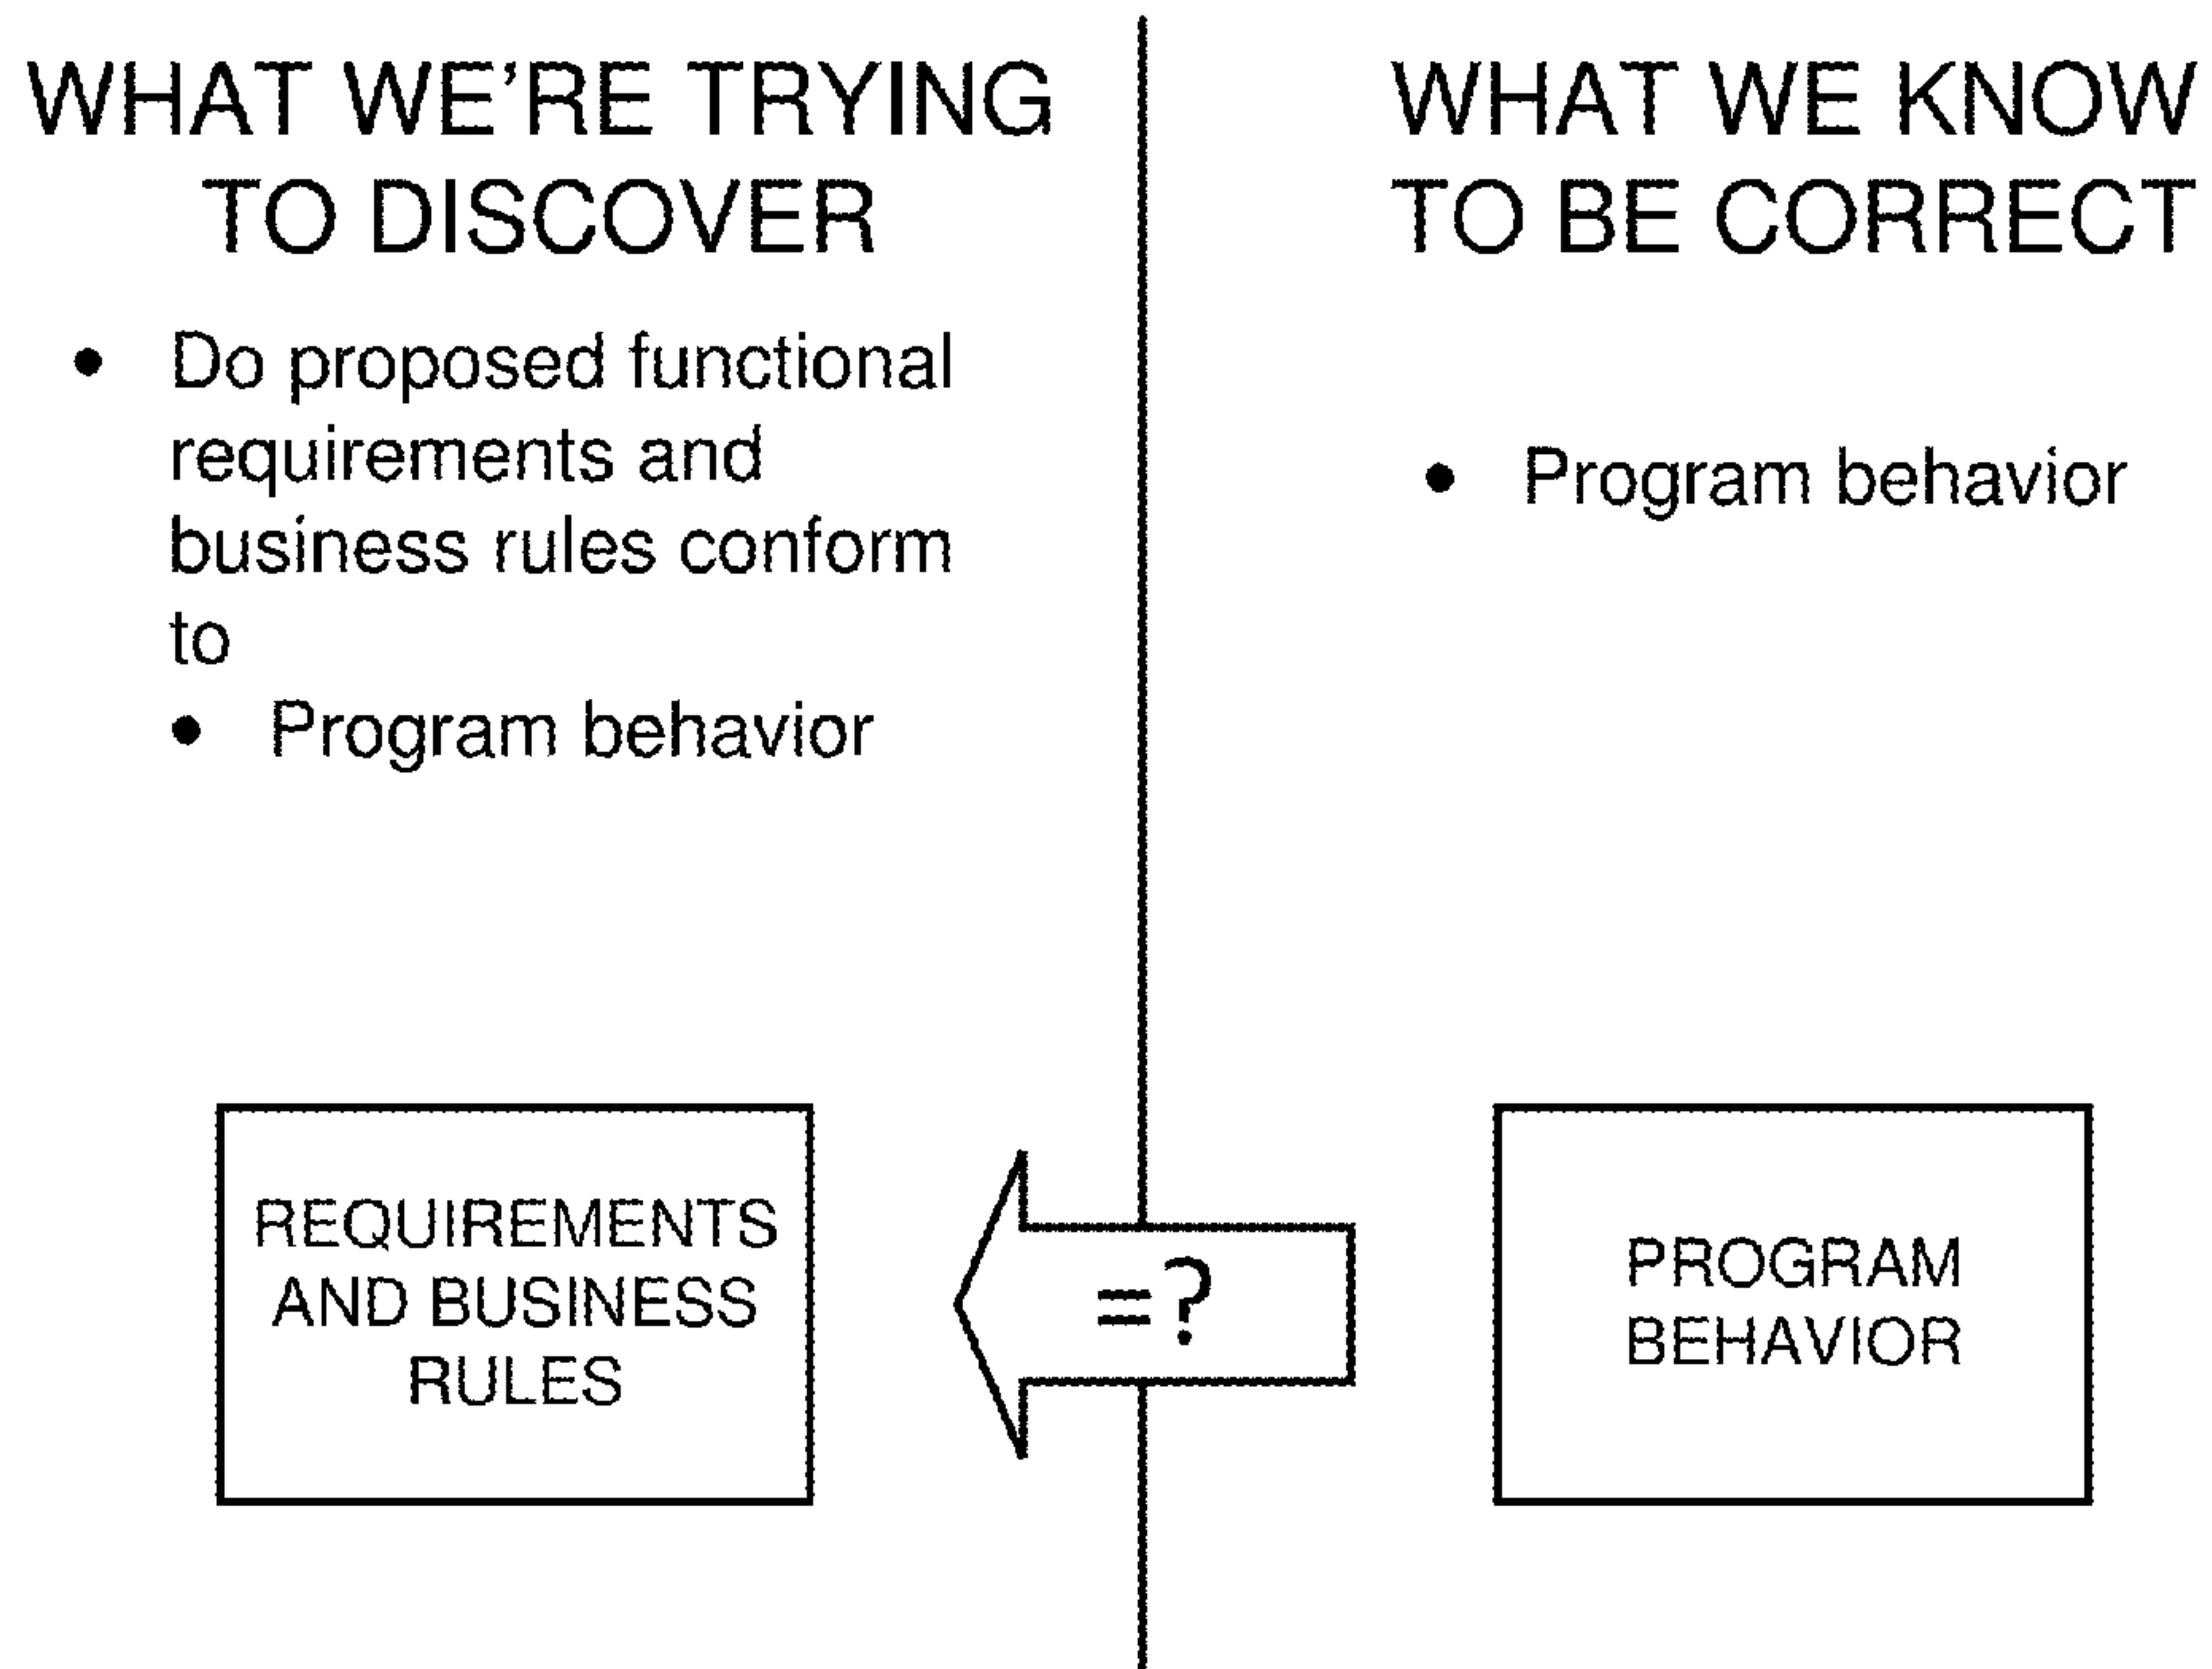 WHAT WE'RE TRYING
TO DISCOVER
• Do proposed functional
requirements and
business rules conform
to
• Program behavior
WHAT WE KNOW
TO BE CORRECT
• Program behavior
REQUIREMENTS
AND BUSINESS
RULES
=?
PROGRAM
BEHAVIOR